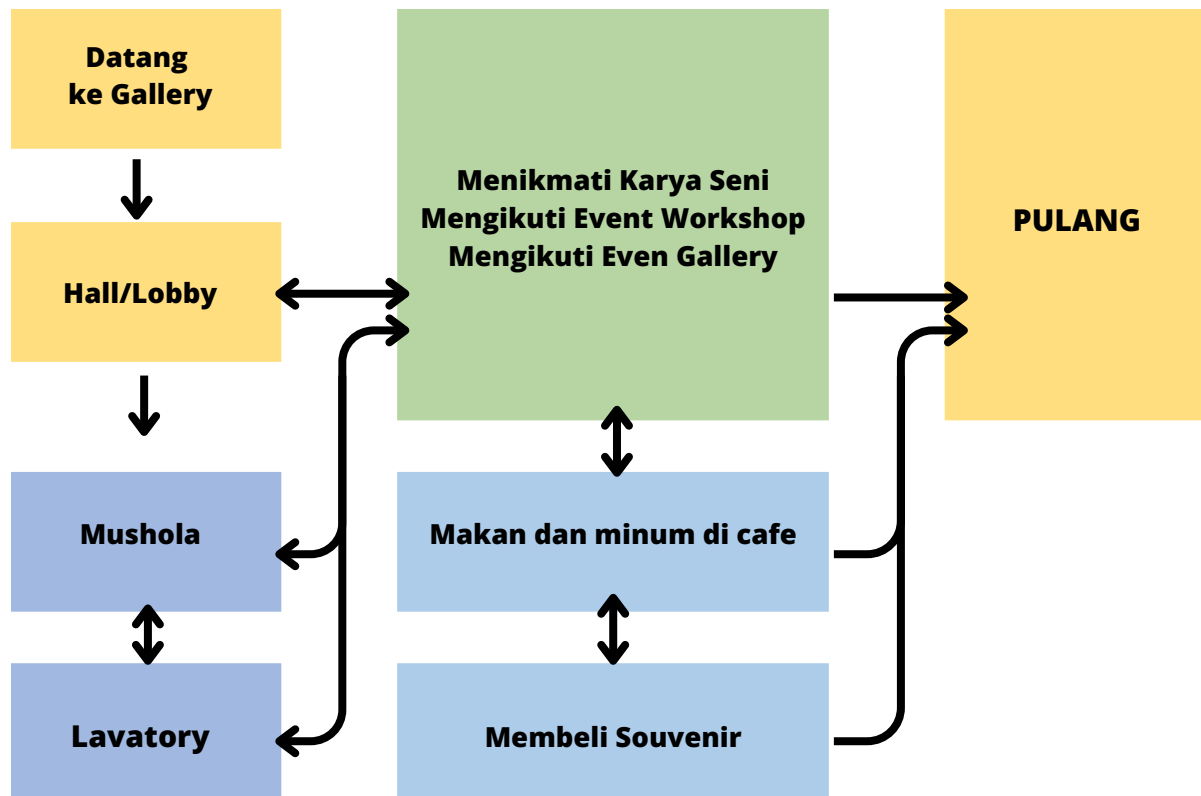 Datang
ke Gallery
Hall/Lobby
Mushola
Lavatory
Menikmati Karya Seni
Mengikuti Event Workshop
Mengikuti Even Gallery
Makan dan minum di cafe
Membeli Souvenir
PULANG